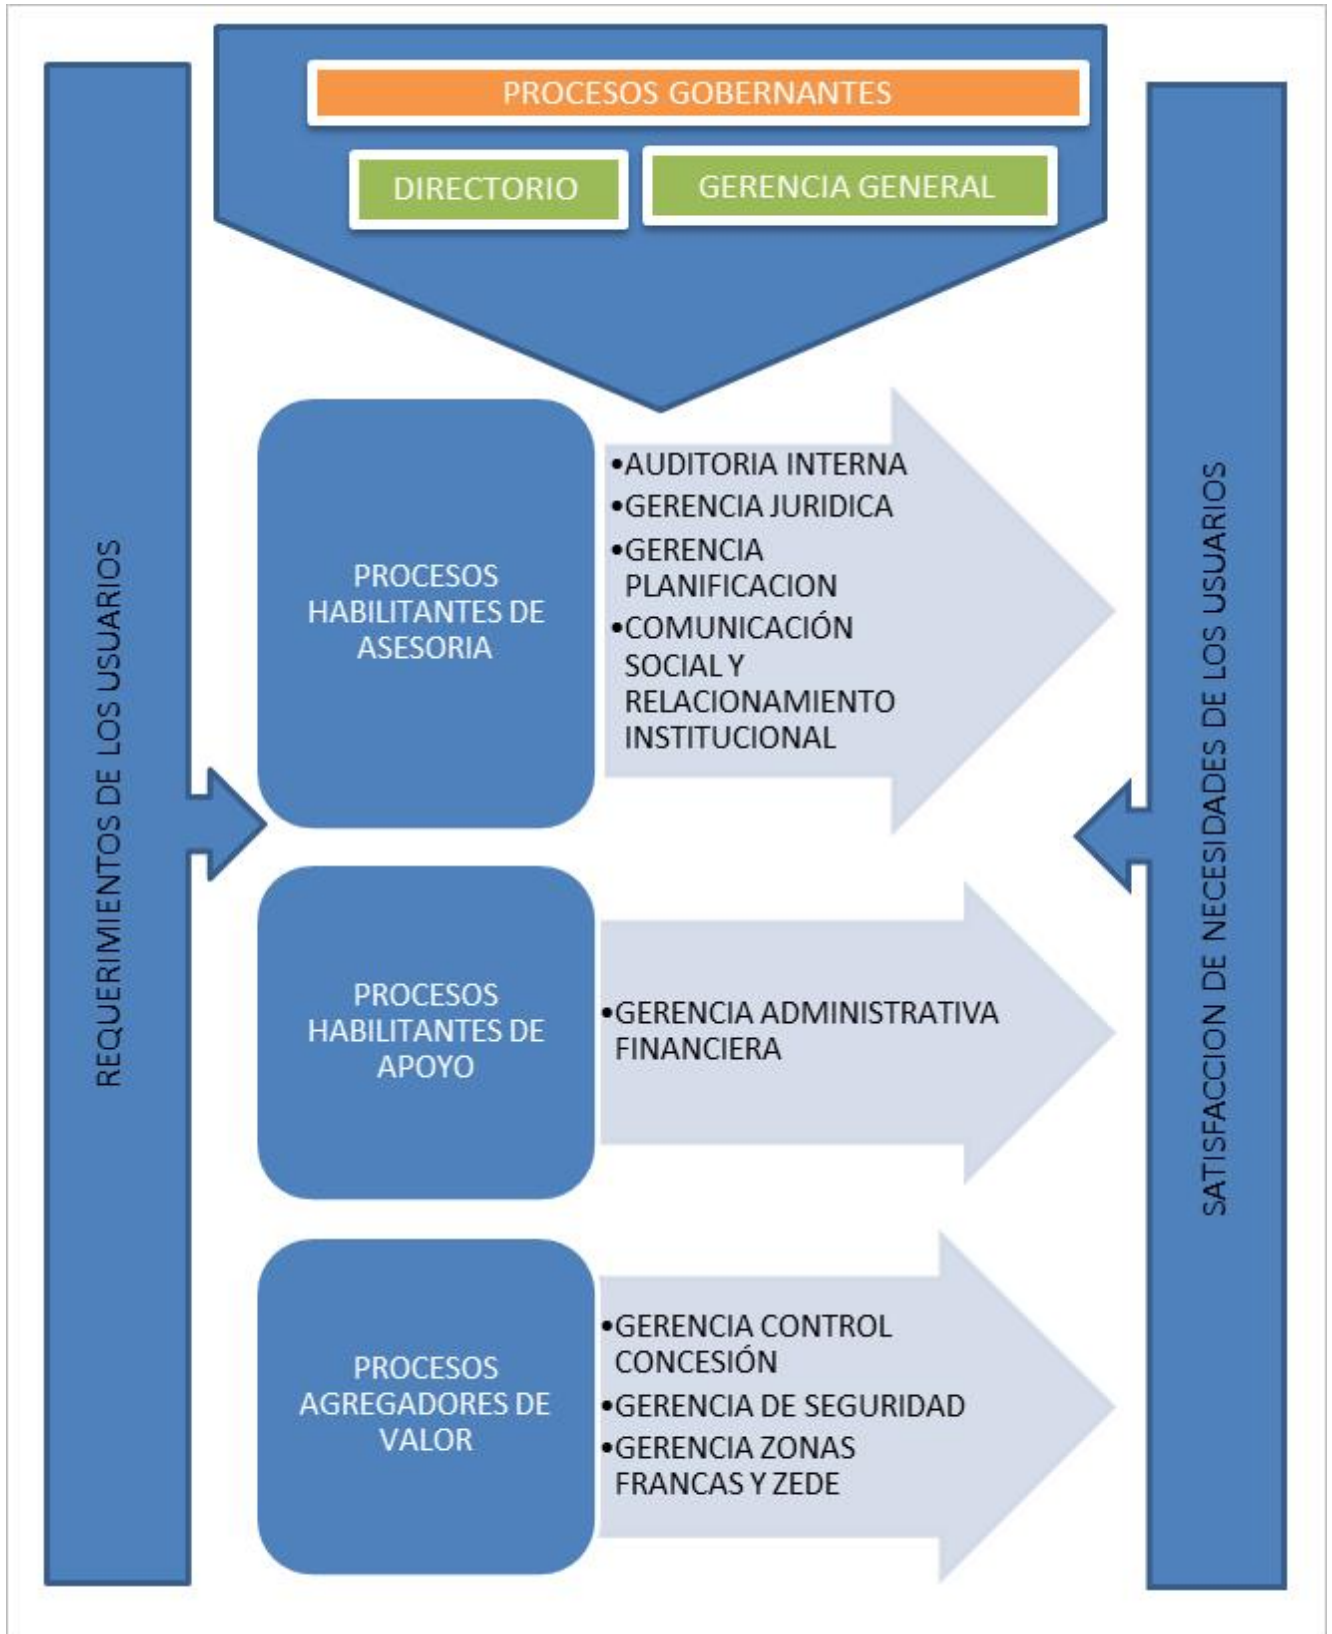 PROCESOS GOBERNANTES
DIRECTORIO
GERENCIA GENERAL
REQUERIMIENTOS DE LOS USUARIOS
PROCESOS
HABILITANTES DE
ASESORIA
•AUDITORIA INTERNA
•GERENCIA JURIDICA
•GERENCIA
PLANIFICACION
•COMUNICACIÓN
SOCIAL Y
RELACIONAMIENTO
INSTITUCIONAL
PROCESOS
HABILITANTES DE
APOYO
•GERENCIA ADMINISTRATIVA
FINANCIERA
PROCESOS
AGREGADORES DE
VALOR
•GERENCIA CONTROL
CONCESIÓN
•GERENCIA DE SEGURIDAD
•GERENCIA ZONAS
FRANCAS Y ZEDE
SATISFACCION DE NECESIDADES DE LOS USUARIOS